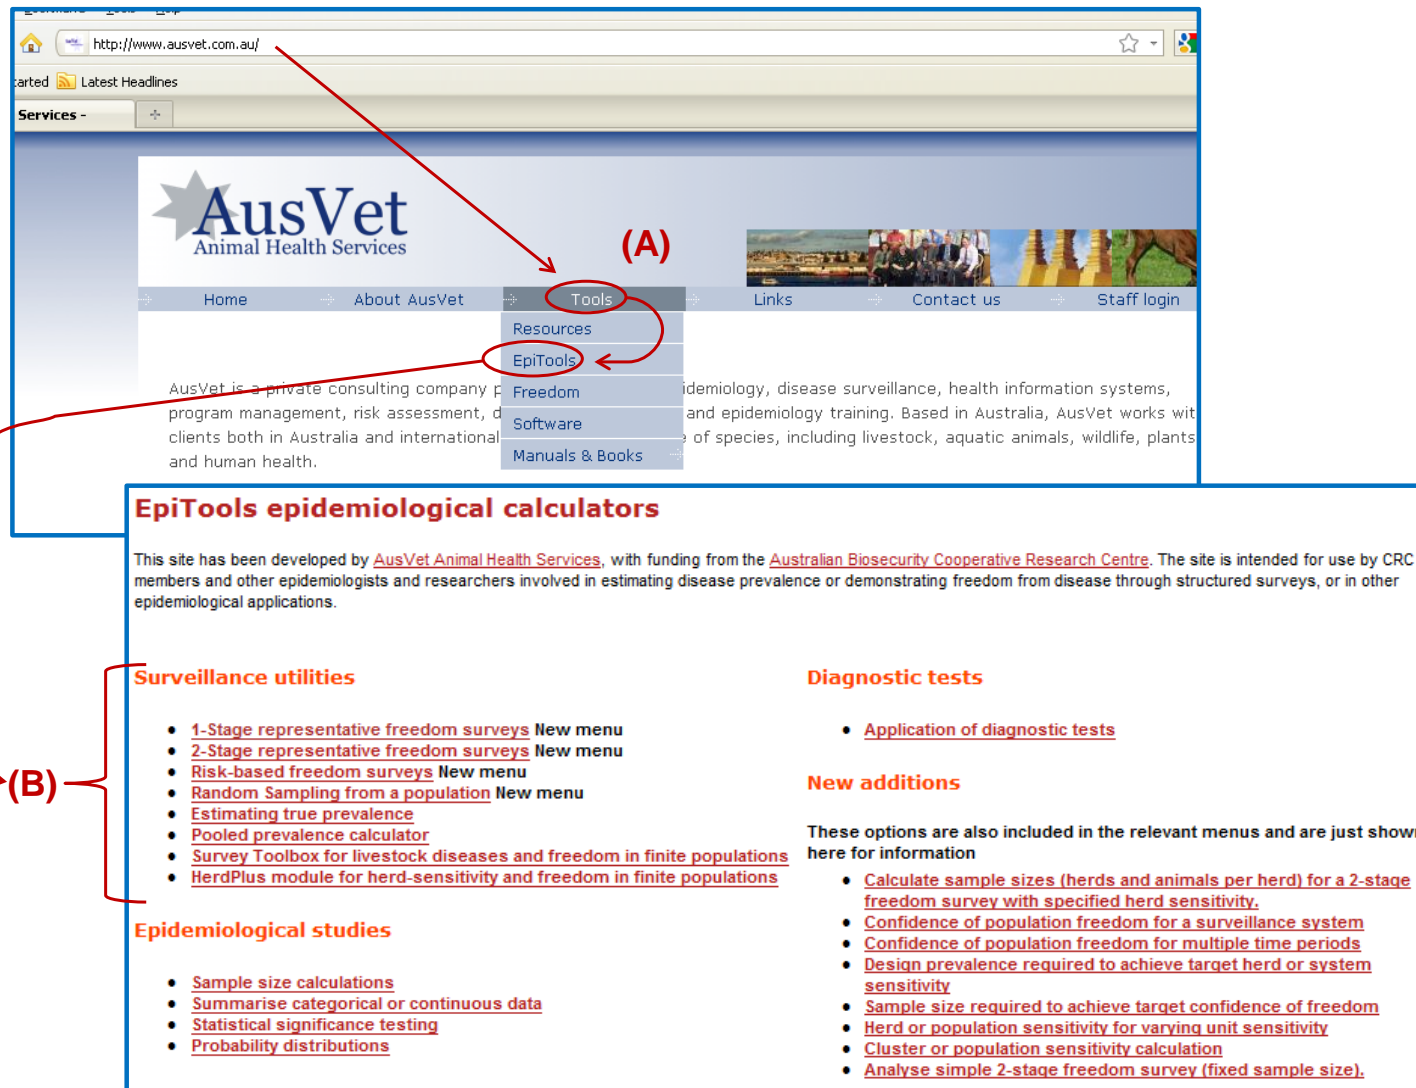 http://www.ausvet.com.au/
Latest Headlines
Services -
AusVet
Animal Health Services
(A)
Home
About AusVet
Tools
Links
Contact us
Staff login
Resources
EpiTools
Freedom
Software
Manuals & Books
AusVet is a private consulting company idemiology, disease surveillance, health information systems,
program management, risk assessment, and epidemiology training. Based in Australia, AusVet works
clients both in Australia and of species, including livestock, aquatic animals, wildlife, plants
and human health.
EpiTools epidemiological calculators
This site has been developed by AusVet Animal Health Services, with funding from the Australian Biosecurity Cooperative Research Centre. The site is intended for use by CRC
members and other epidemiologists and researchers involved in estimating disease prevalence or demonstrating freedom from disease through structured surveys, or in other
epidemiological applications.
(B)
Surveillance utilities
1-Stage representative freedom surveys New menu
2-Stage representative freedom surveys New menu
Risk-based freedom surveys New menu
Random Sampling from a population New menu
Estimating true prevalence
Pooled prevalence calculator
Survey Toolbox for livestock diseases and freedom in finite populations
HerdPlus module for herd-sensitivity and freedom in finite populations
Epidemiological studies
Sample size calculations
Summarise categorical or continuous data
Statistical significance testing
Probability distributions
Diagnostic tests
Application of diagnostic tests
New additions
These options are also included in the relevant menus and are just shown
here for information
Calculate sample sizes (herds and animals per herd) for a 2-stage
freedom survey with specified herd sensitivity.
Confidence of population freedom for a surveillance system
Confidence of population freedom for multiple time periods
Design prevalence required to achieve target herd or system
sensitivity
Sample size required to achieve target confidence of freedom
Herd or population sensitivity for varying unit sensitivity
Cluster or population sensitivity calculation
Analyse simple 2-stage freedom survey (fixed sample size).